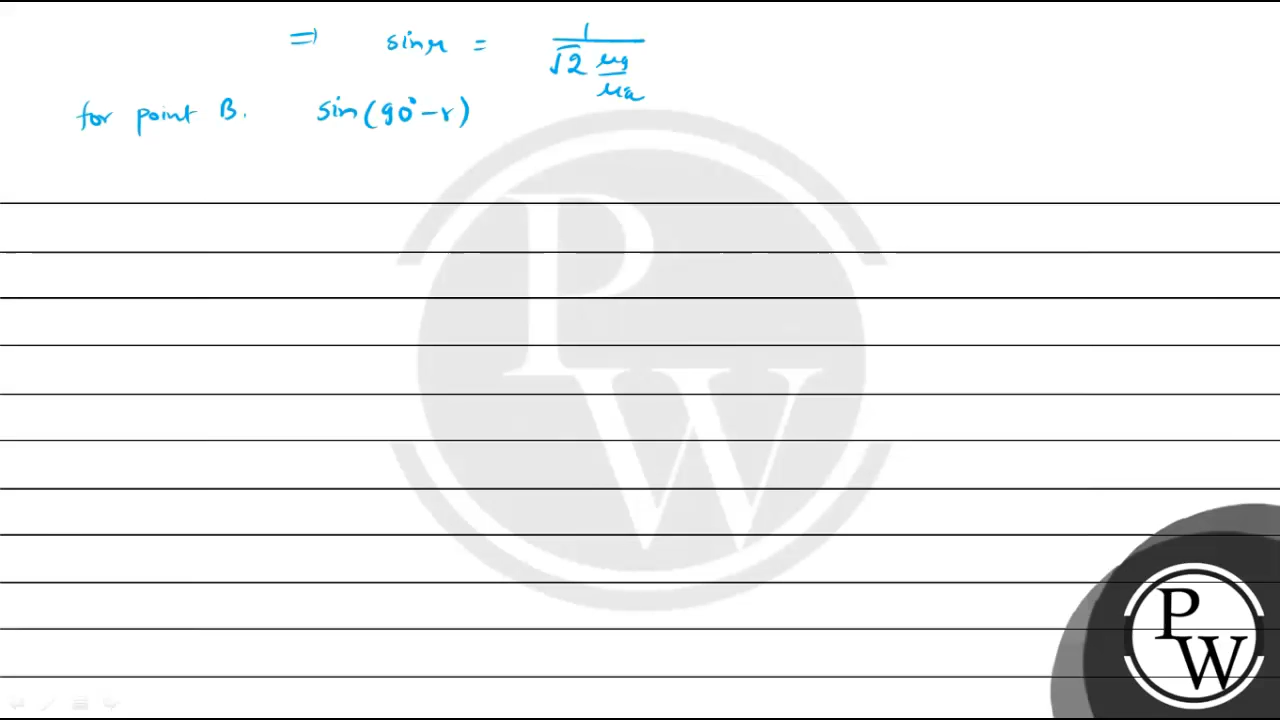 ⇒ sin r = 1 / (√2 μg/μa)
for point B. sin(90° - r)
P
W
P
W